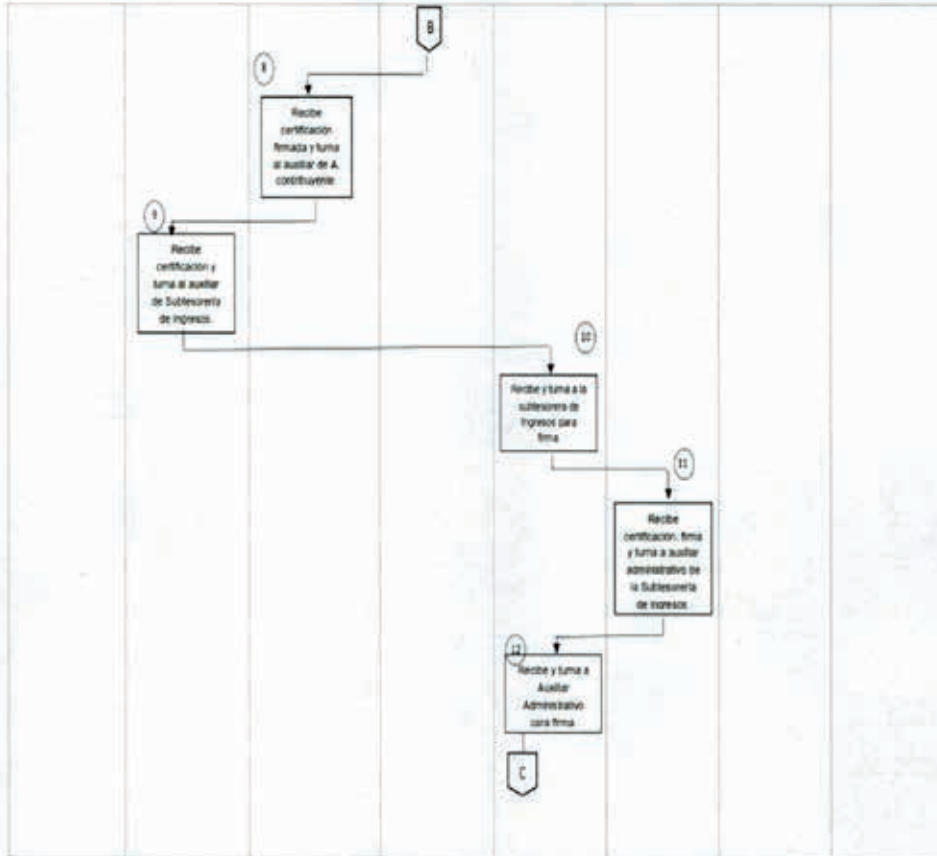 B
8
Recibe
certificación
firmada y turna
al auxiliar de A.
contribuyente
9
Recibe
certificación y
turna al auxiliar
de Subtesorería
de Ingresos.
10
Recibe y turna a la
subtesorera de
Ingresos para
firma
11
Recibe
certificación, firma
y turna a auxiliar
administrativo de
la Subtesorería
de Ingresos
12
Recibe y turna a
Auxiliar
Administrativo
para firma
C